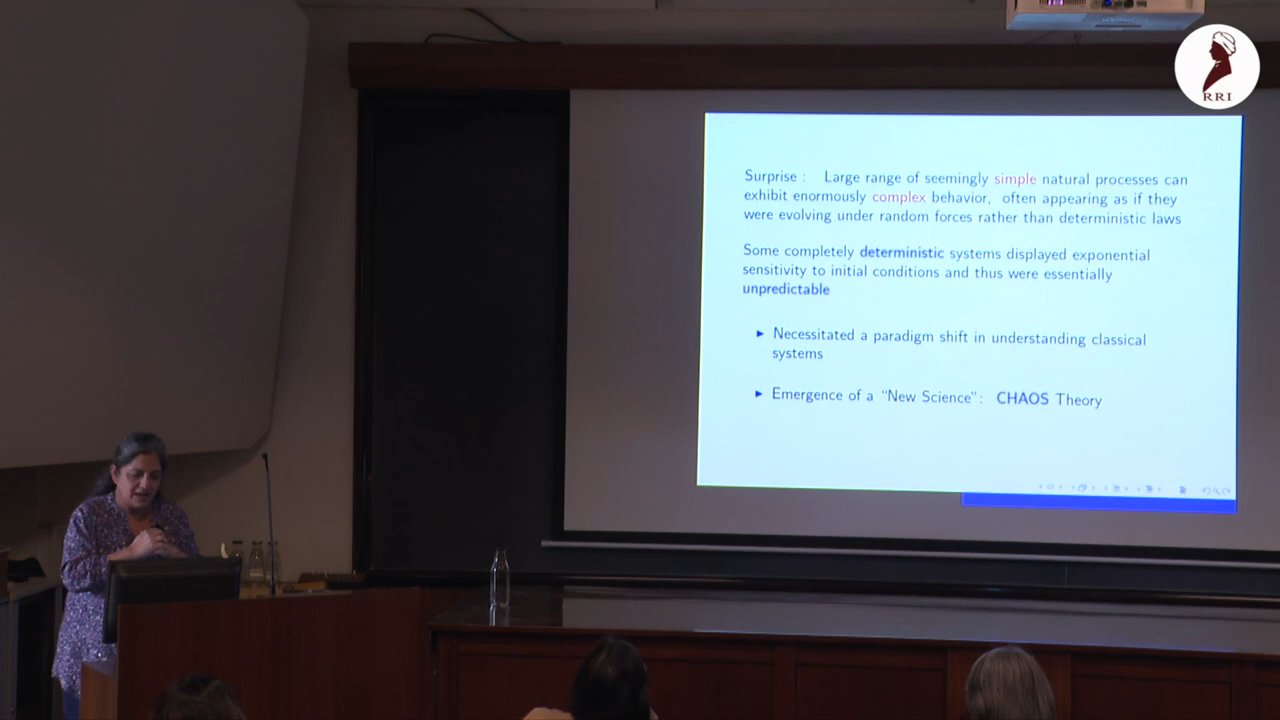 RRI
Surprise : Large range of seemingly simple natural processes can
exhibit enormously complex behavior, often appearing as if they
were evolving under random forces rather than deterministic laws
Some completely deterministic systems displayed exponential
sensitivity to initial conditions and thus were essentially
unpredictable
▶ Necessitated a paradigm shift in understanding classical
systems
▶ Emergence of a “New Science”: CHAOS Theory